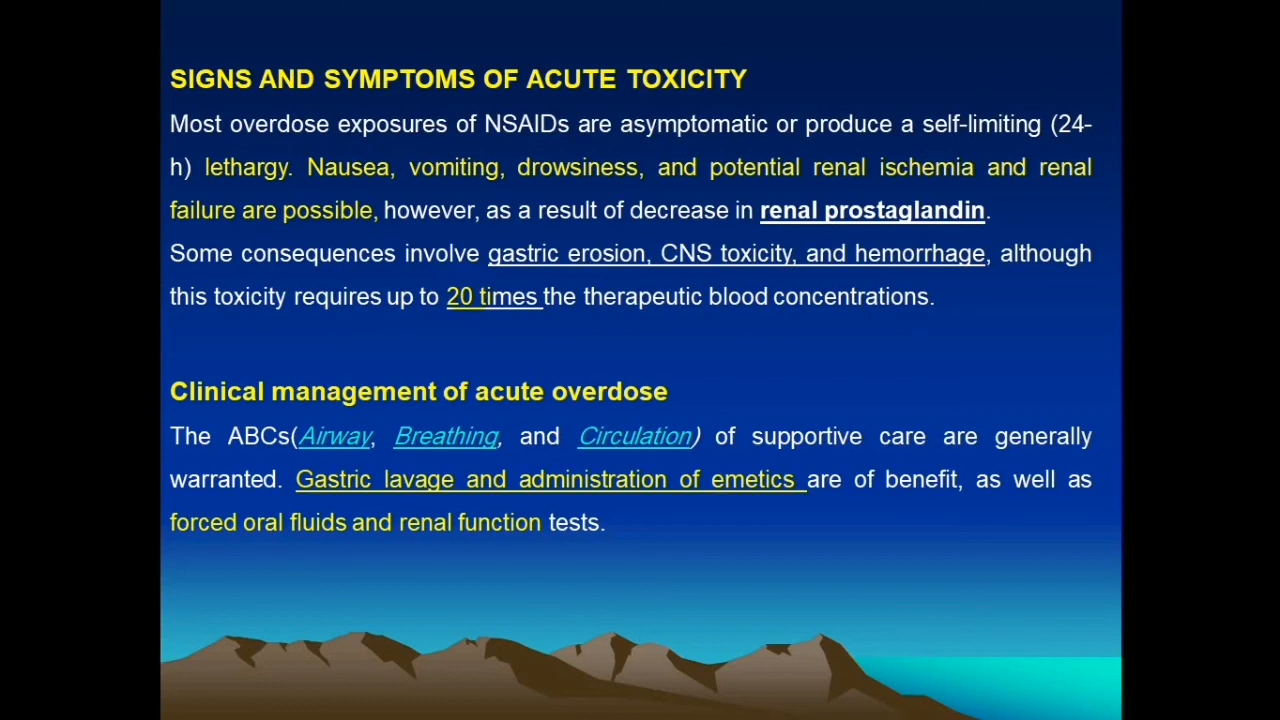 SIGNS AND SYMPTOMS OF ACUTE TOXICITY
Most overdose exposures of NSAIDs are asymptomatic or produce a self-limiting (24-
h) lethargy. Nausea, vomiting, drowsiness, and potential renal ischemia and renal
failure are possible, however, as a result of decrease in renal prostaglandin.
Some consequences involve gastric erosion, CNS toxicity, and hemorrhage, although
this toxicity requires up to 20 times the therapeutic blood concentrations.
Clinical management of acute overdose
The ABCs(Airway, Breathing, and Circulation) of supportive care are generally
warranted. Gastric lavage and administration of emetics are of benefit, as well as
forced oral fluids and renal function tests.